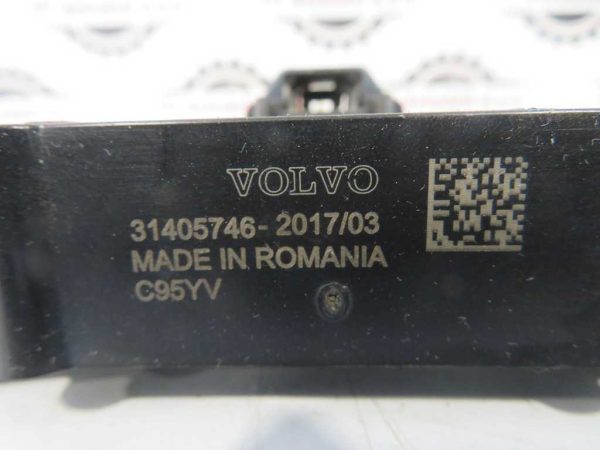 VOLVO
31405746-2017/03
MADE IN ROMANIA
C95YV